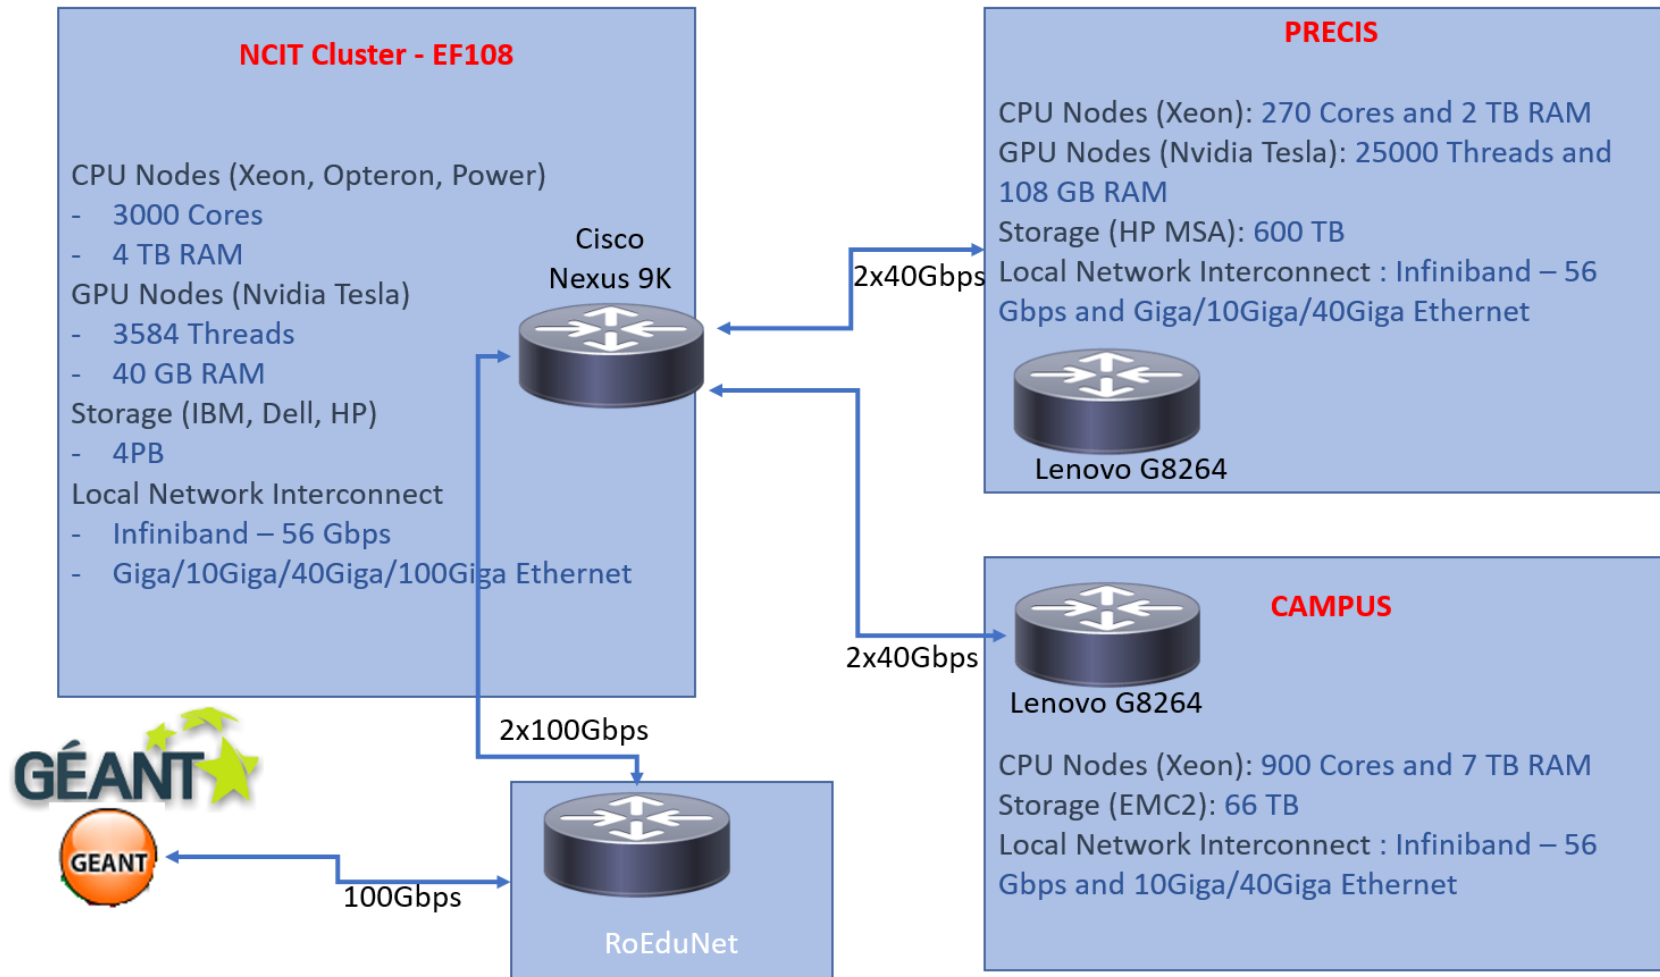 NCIT Cluster - EF108
CPU Nodes (Xeon, Opteron, Power)
- 3000 Cores
- 4 TB RAM
GPU Nodes (Nvidia Tesla)
- 3584 Threads
- 40 GB RAM
Storage (IBM, Dell, HP)
- 4PB
Local Network Interconnect
- Infiniband – 56 Gbps
- Giga/10Giga/40Giga/100Giga Ethernet
Cisco
Nexus 9K
2x40Gbps
PRECIS
CPU Nodes (Xeon): 270 Cores and 2 TB RAM
GPU Nodes (Nvidia Tesla): 25000 Threads and
108 GB RAM
Storage (HP MSA): 600 TB
Local Network Interconnect : Infiniband – 56
Gbps and Giga/10Giga/40Giga Ethernet
Lenovo G8264
2x40Gbps
CAMPUS
Lenovo G8264
CPU Nodes (Xeon): 900 Cores and 7 TB RAM
Storage (EMC2): 66 TB
Local Network Interconnect : Infiniband – 56
Gbps and 10Giga/40Giga Ethernet
2x100Gbps
GÉANT
GEANT
100Gbps
RoEduNet